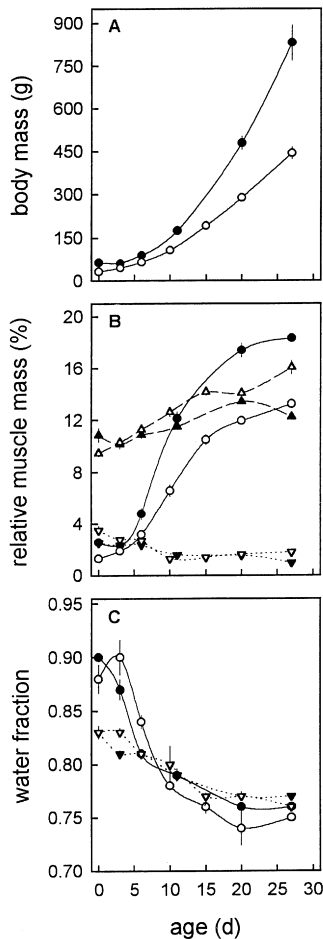 A
body mass (g)
900
750
600
450
300
150
0
B
relative muscle mass (%)
20
16
12
8
4
0
C
water fraction
0.95
0.90
0.85
0.80
0.75
0.70
0 5 10 15 20 25 30
age (d)